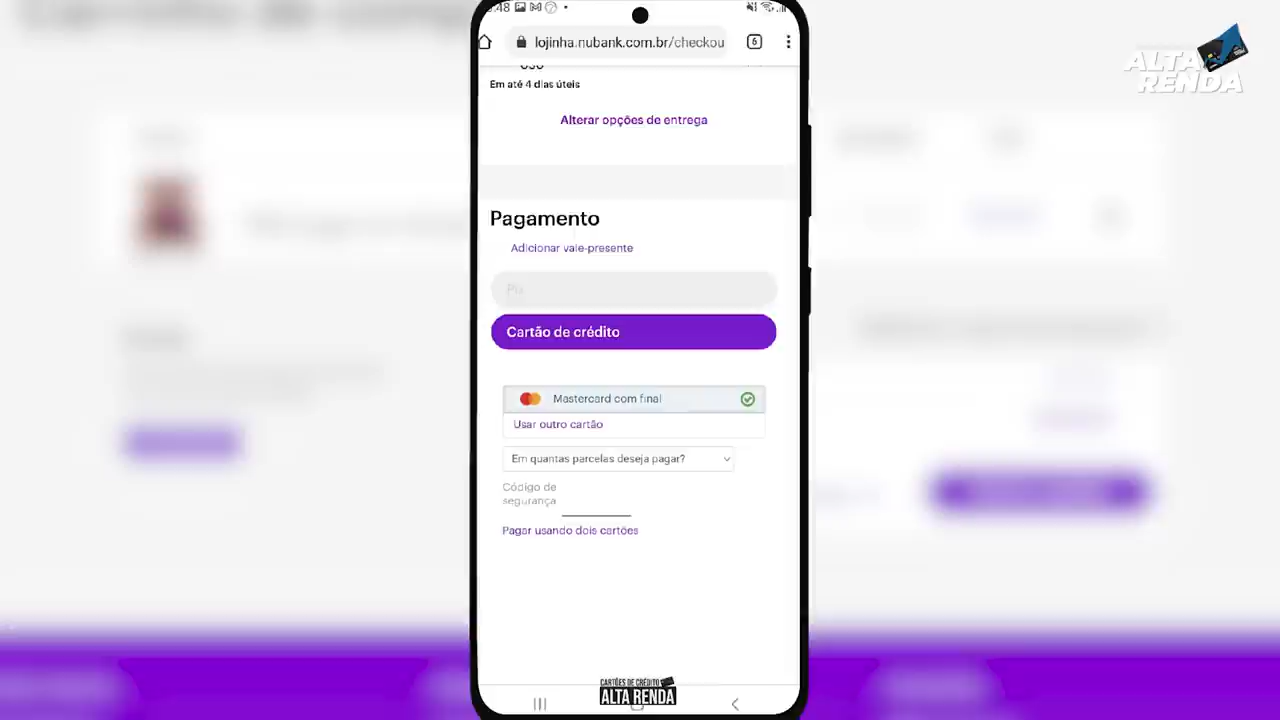 :48
lojinha.nubank.com.br/checkou
6
ALTA
RENDA
Em até 4 dias úteis
Alterar opções de entrega
Pagamento
Adicionar vale-presente
Pix
Cartão de crédito
Mastercard com final
Usar outro cartão
Em quantas parcelas deseja pagar?
Código de
segurança
Pagar usando dois cartões
CARTÕES DE CRÉDITO
ALTA RENDA